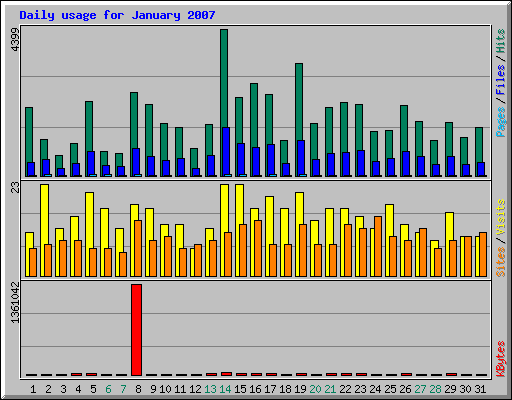 Daily usage for January 2007
4399
Pages / Files / Hits
23
Sites / Visits
1361042
KBytes
1 2 3 4 5 6 7 8 9 10 11 12 13 14 15 16 17 18 19 20 21 22 23 24 25 26 27 28 29 30 31